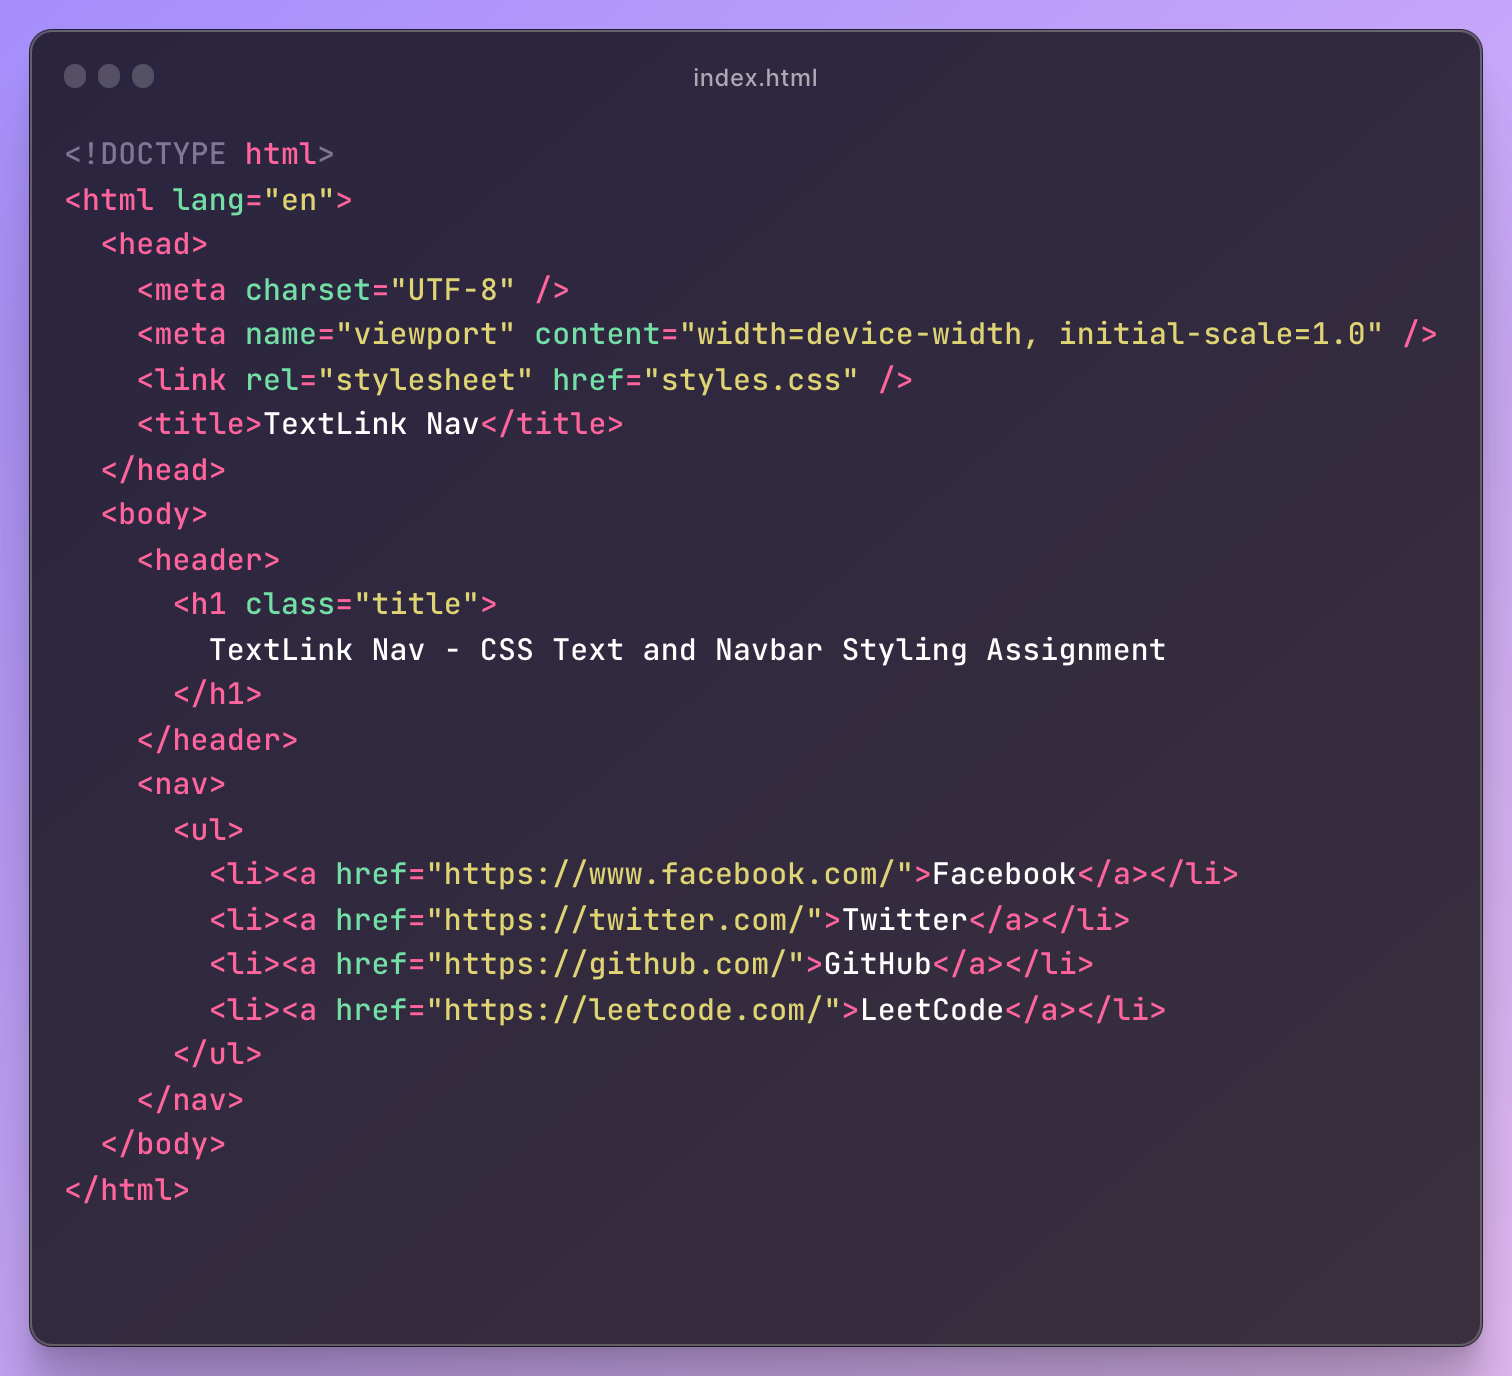 index.html
<!DOCTYPE html>
<html lang="en">
  <head>
    <meta charset="UTF-8" />
    <meta name="viewport" content="width=device-width, initial-scale=1.0" />
    <link rel="stylesheet" href="styles.css" />
    <title>TextLink Nav</title>
  </head>
  <body>
    <header>
      <h1 class="title">
        TextLink Nav - CSS Text and Navbar Styling Assignment
      </h1>
    </header>
    <nav>
      <ul>
        <li><a href="https://www.facebook.com/">Facebook</a></li>
        <li><a href="https://twitter.com/">Twitter</a></li>
        <li><a href="https://github.com/">GitHub</a></li>
        <li><a href="https://leetcode.com/">LeetCode</a></li>
      </ul>
    </nav>
  </body>
</html>